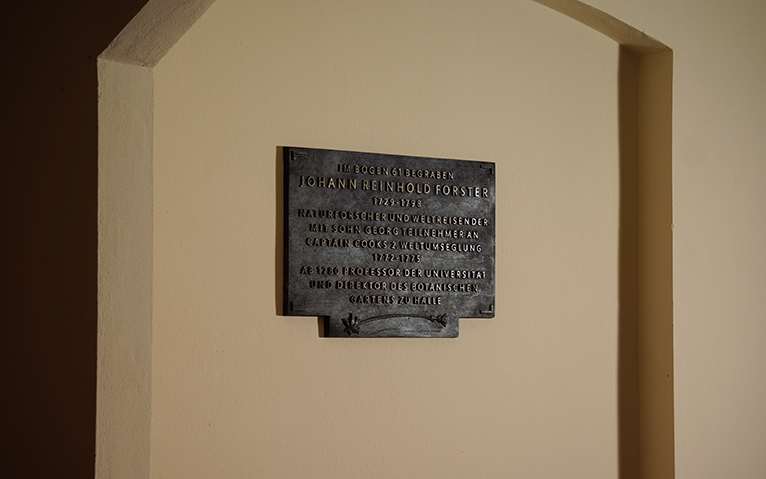 IM BOGEN 61 BEGRABEN
JOHANN REINHOLD FORSTER
1729-1798
NATURFORSCHER UND WELTREISENDER
MIT SOHN GEORG TEILNEHMER AN
CAPTAIN COOKS 2. WELTUMSEGLUNG
1772-1775
AB 1780 PROFESSOR DER UNIVERSITÄT
UND DIREKTOR DES BOTANISCHEN
GARTENS ZU HALLE